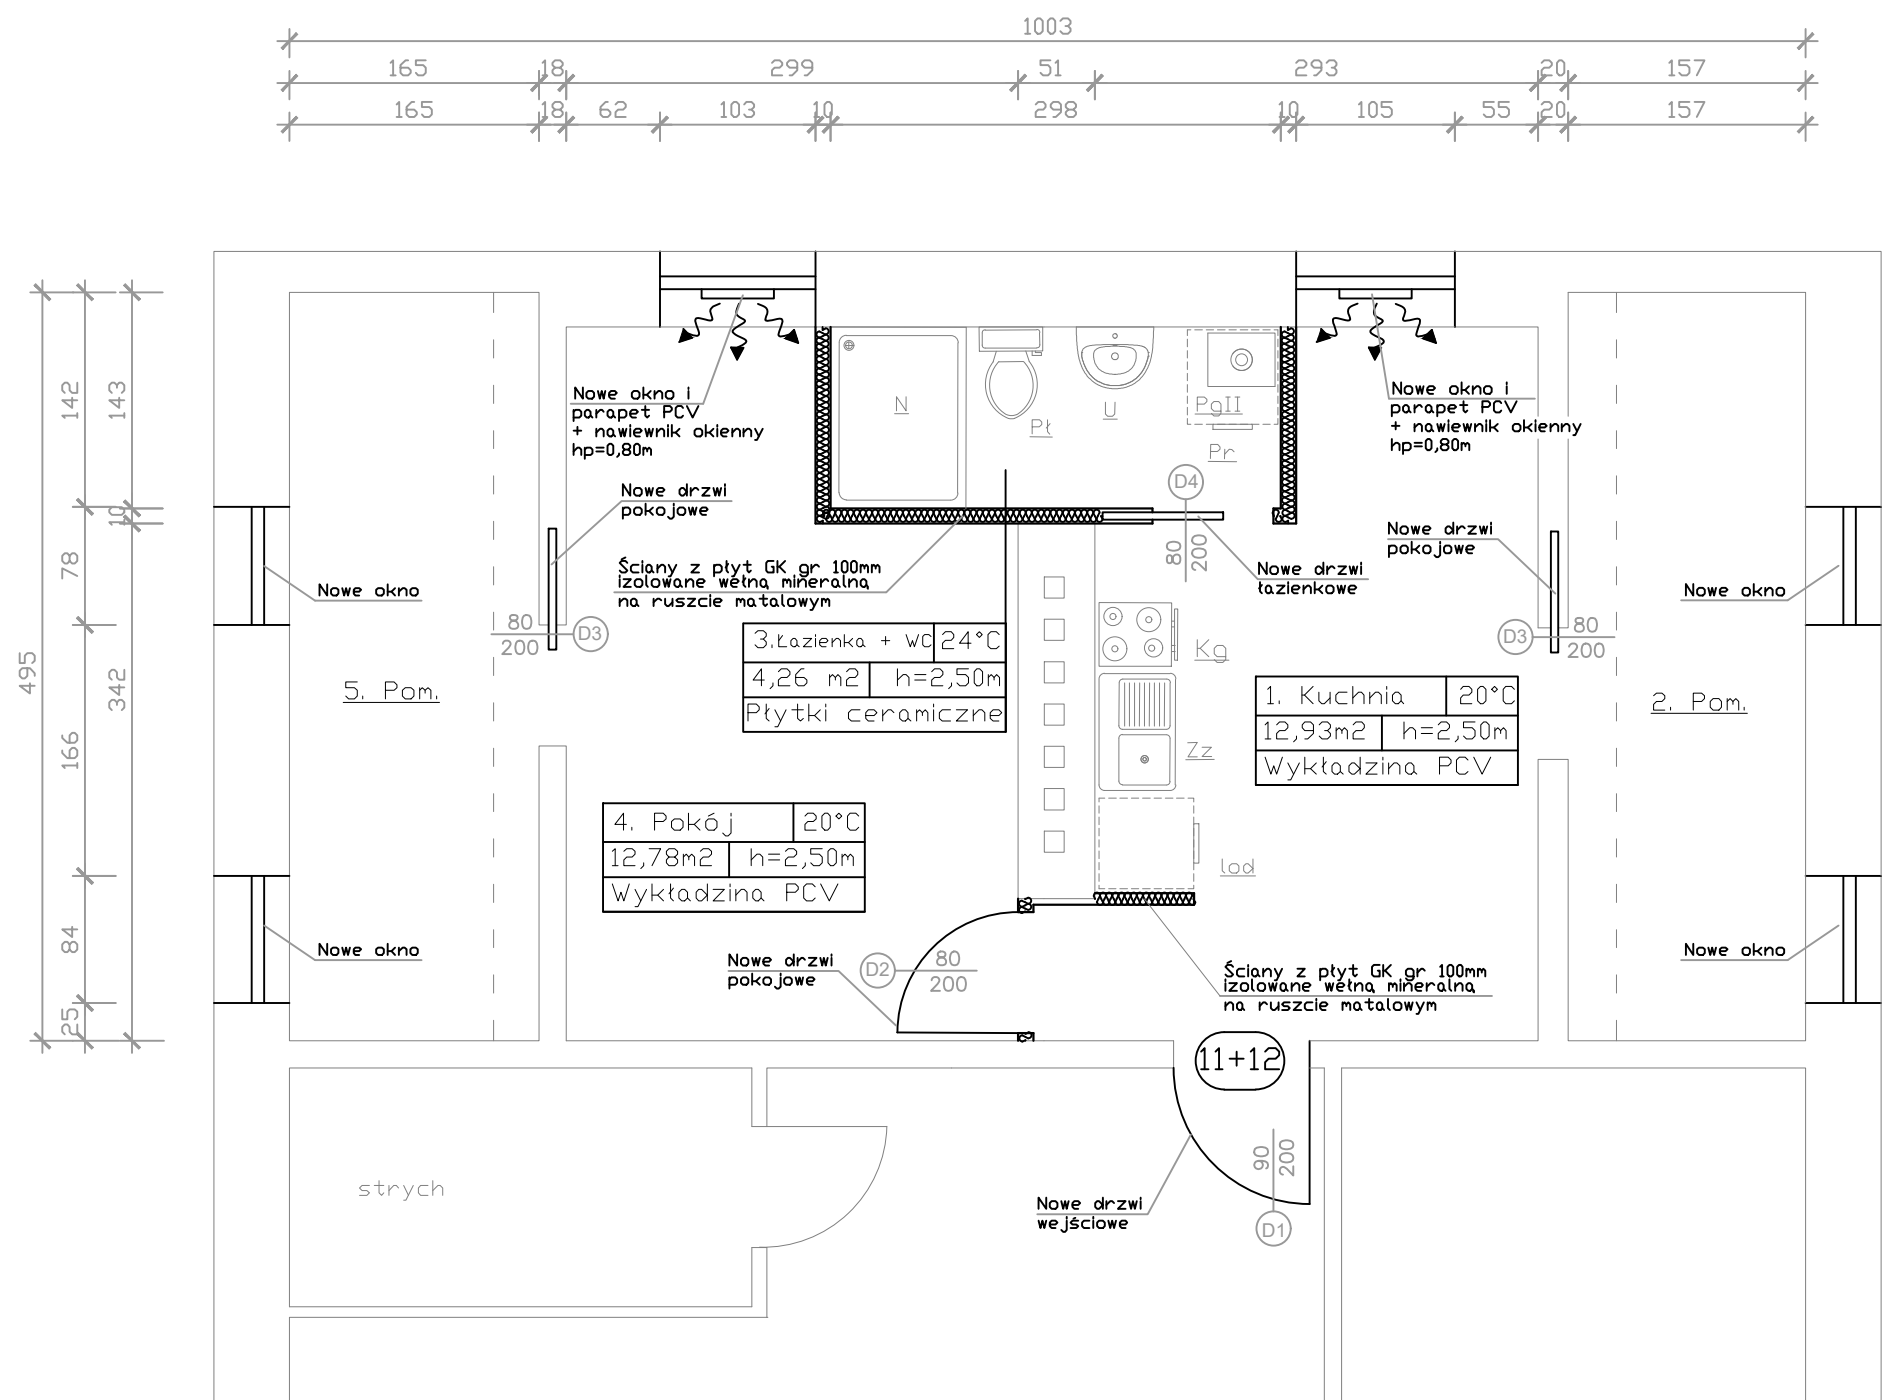 1003
165 18 299 51 293 20 157
165 18 62 103 10 298 10 105 55 20 157
495
142
78
166
84
25
143
10
342
Nowe okno i
parapet PCV
+ nawiewnik okienny
hp=0,80m
Nowe okno i
parapet PCV
+ nawiewnik okienny
hp=0,80m
N
Pł
U
PgII
Pr
D4
80
200
Nowe drzwi
pokojowe
Nowe drzwi
pokojowe
Ściany z płyt GK gr 100mm
izolowane wełną mineralną
na ruszcie matalowym
Nowe drzwi
łazienkowe
Nowe okno
Nowe okno
80
200
D3
D3
80
200
3.Łazienka + WC 24°C
4,26 m2 h=2,50m
Płytki ceramiczne
Kg
Zz
lod
5. Pom.
1. Kuchnia 20°C
12,93m2 h=2,50m
Wykładzina PCV
2. Pom.
4. Pokój 20°C
12,78m2 h=2,50m
Wykładzina PCV
Nowe okno
Nowe okno
Nowe drzwi
pokojowe
D2
80
200
Ściany z płyt GK gr 100mm
izolowane wełną mineralną
na ruszcie matalowym
11+12
90
200
D1
Nowe drzwi
wejściowe
strych